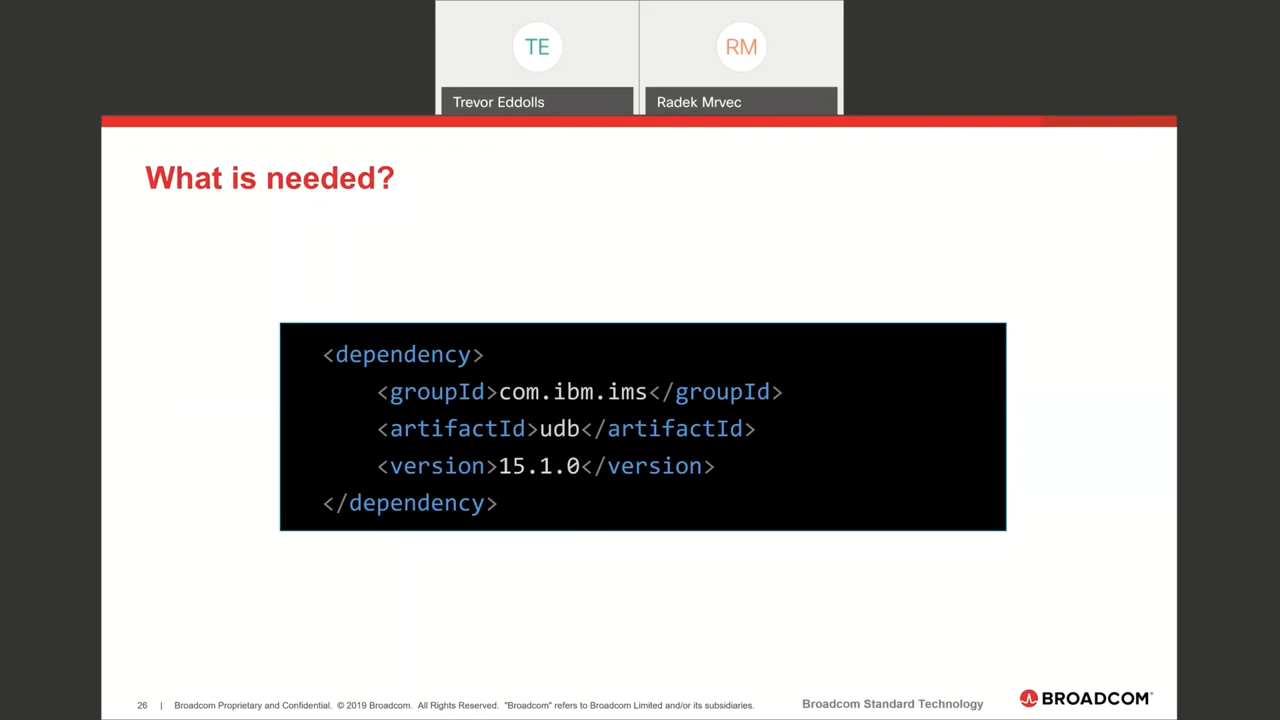 TE
RM
Trevor Eddolls
Radek Mrvec
What is needed?
<dependency>
<groupId>com.ibm.ims</groupId>
<artifactId>udb</artifactId>
<version>15.1.0</version>
</dependency>
26 | Broadcom Proprietary and Confidential. © 2019 Broadcom. All Rights Reserved. "Broadcom" refers to Broadcom Limited and/or its subsidiaries.
Broadcom Standard Technology
BROADCOM®